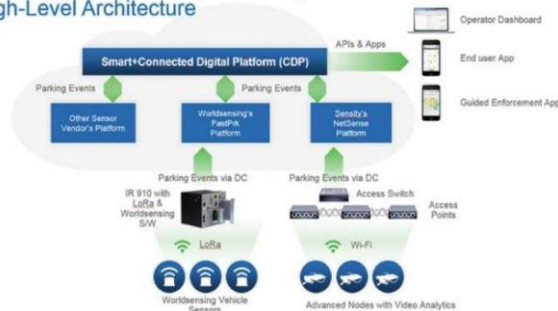 gh-Level Architecture
APIs & Apps
Operator Dashboard
End user App
Guided Enforcement App
Smart+Connected Digital Platform (CDP)
Parking Events
Parking Events
Other Sensor
Vendor's Platform
Worldsensing's
FastPrk
Platform
Sensity's
NetSense
Platform
Parking Events via DC
Parking Events via DC
IR 910 with
LoRa &
Worldsensing
S/W
Access Switch
Access
Points
LoRa
Wi-Fi
Worldsensing Vehicle
Sensors
Advanced Nodes with Video Analytics